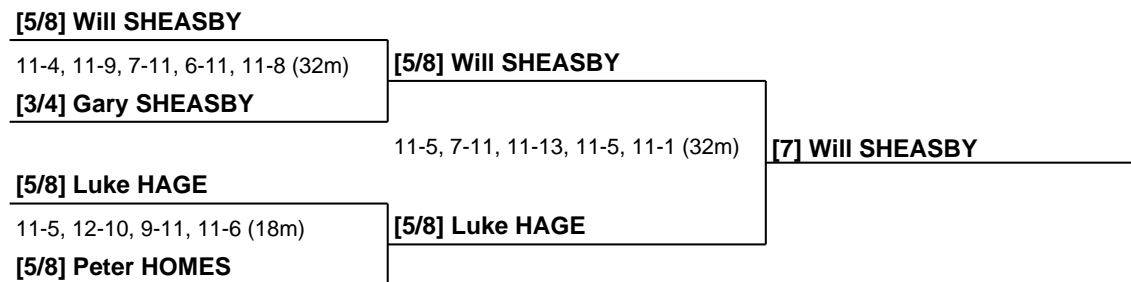 [5/8] Will SHEASBY
11-4, 11-9, 7-11, 6-11, 11-8 (32m)
[5/8] Will SHEASBY
[3/4] Gary SHEASBY
11-5, 7-11, 11-13, 11-5, 11-1 (32m)
[7] Will SHEASBY
[5/8] Luke HAGE
11-5, 12-10, 9-11, 11-6 (18m)
[5/8] Luke HAGE
[5/8] Peter HOMES